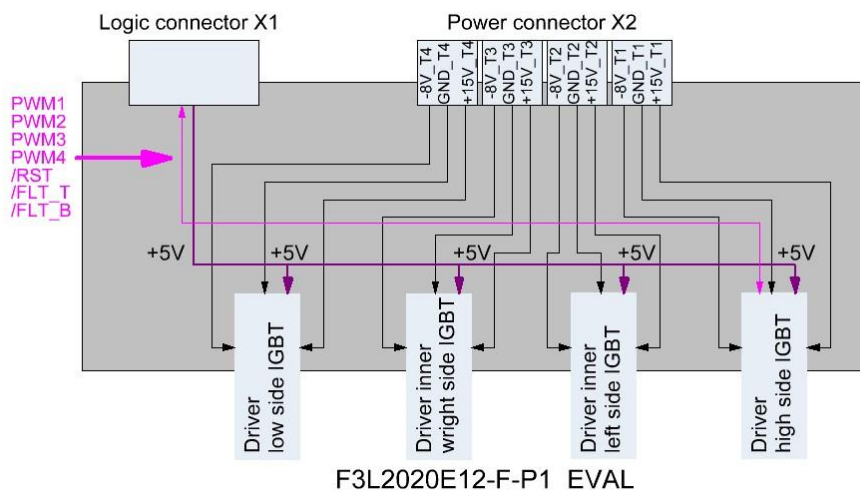 Logic connector X1
Power connector X2
-8V_T4
GND_T4
+15V_T4
-8V_T3
GND_T3
+15V_T3
-8V_T2
GND_T2
+15V_T2
-8V_T1
GND_T1
+15V_T1
PWM1
PWM2
PWM3
PWM4
/RST
/FLT_T
/FLT_B
+5V
+5V
+5V
+5V
+5V
Driver
low side IGBT
Driver inner
wright side IGBT
Driver inner
left side IGBT
Driver
high side IGBT
F3L2020E12-F-P1_EVAL